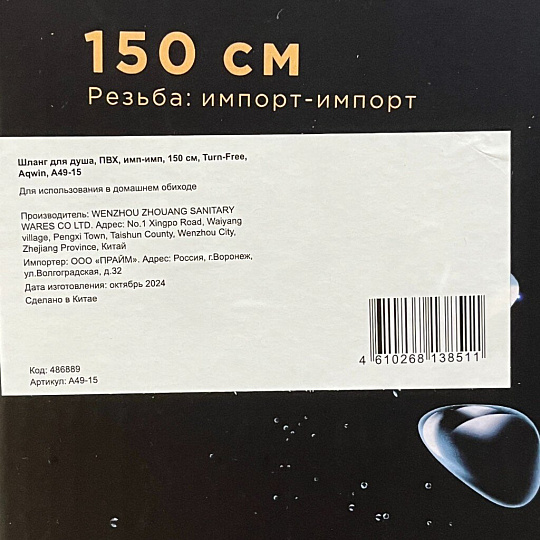 150 см
Резьба: импорт-импорт
Шланг для душа, ПВХ, имп-имп, 150 см, Turn-Free,
Aqwin, A49-15
Для использования в домашнем обиходе
Производитель: WENZHOU ZHOUANG SANITARY
WARES CO LTD. Адрес: No.1 Xingpo Road, Waiyang
village, Pengxi Town, Taishun County, Wenzhou City,
Zhejiang Province, Китай
Импортер: ООО «ПРАЙМ». Адрес: Россия, г.Воронеж,
ул.Волгоградская, д.32
Дата изготовления: октябрь 2024
Сделано в Китае
4 610268 138511
Код: 486889
Артикул: A49-15